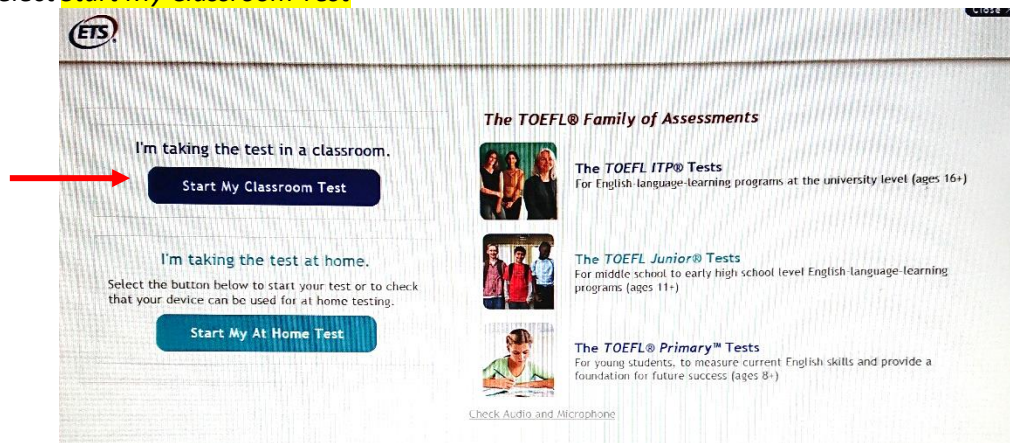 Select Start My Classroom Test
Close
ETS
I'm taking the test in a classroom.
Start My Classroom Test
I'm taking the test at home.
Select the button below to start your test or to check
that your device can be used for at home testing.
Start My At Home Test
The TOEFL® Family of Assessments
The TOEFL ITP® Tests
For English-language-learning programs at the university level (ages 16+)
The TOEFL Junior® Tests
For middle school to early high school level English-language-learning
programs (ages 11+)
The TOEFL® Primary™ Tests
For young students, to measure current English skills and provide a
foundation for future success (ages 8+)
Check Audio and Microphone